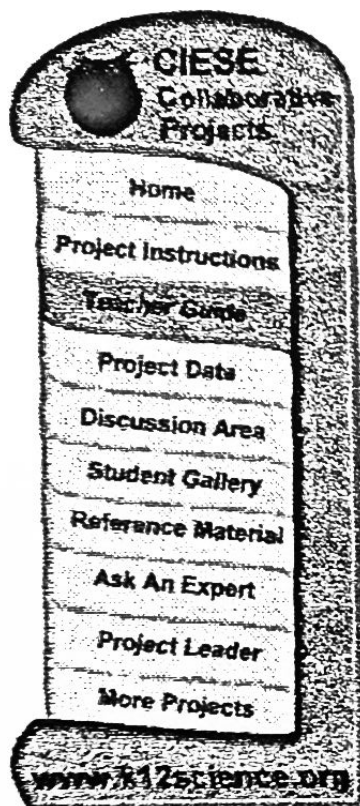 CIESE
Collaborative
Projects
Home
Project Instructions
Teacher Guide
Project Data
Discussion Area
Student Gallery
Reference Material
Ask An Expert
Project Leader
More Projects
www.k12science.org